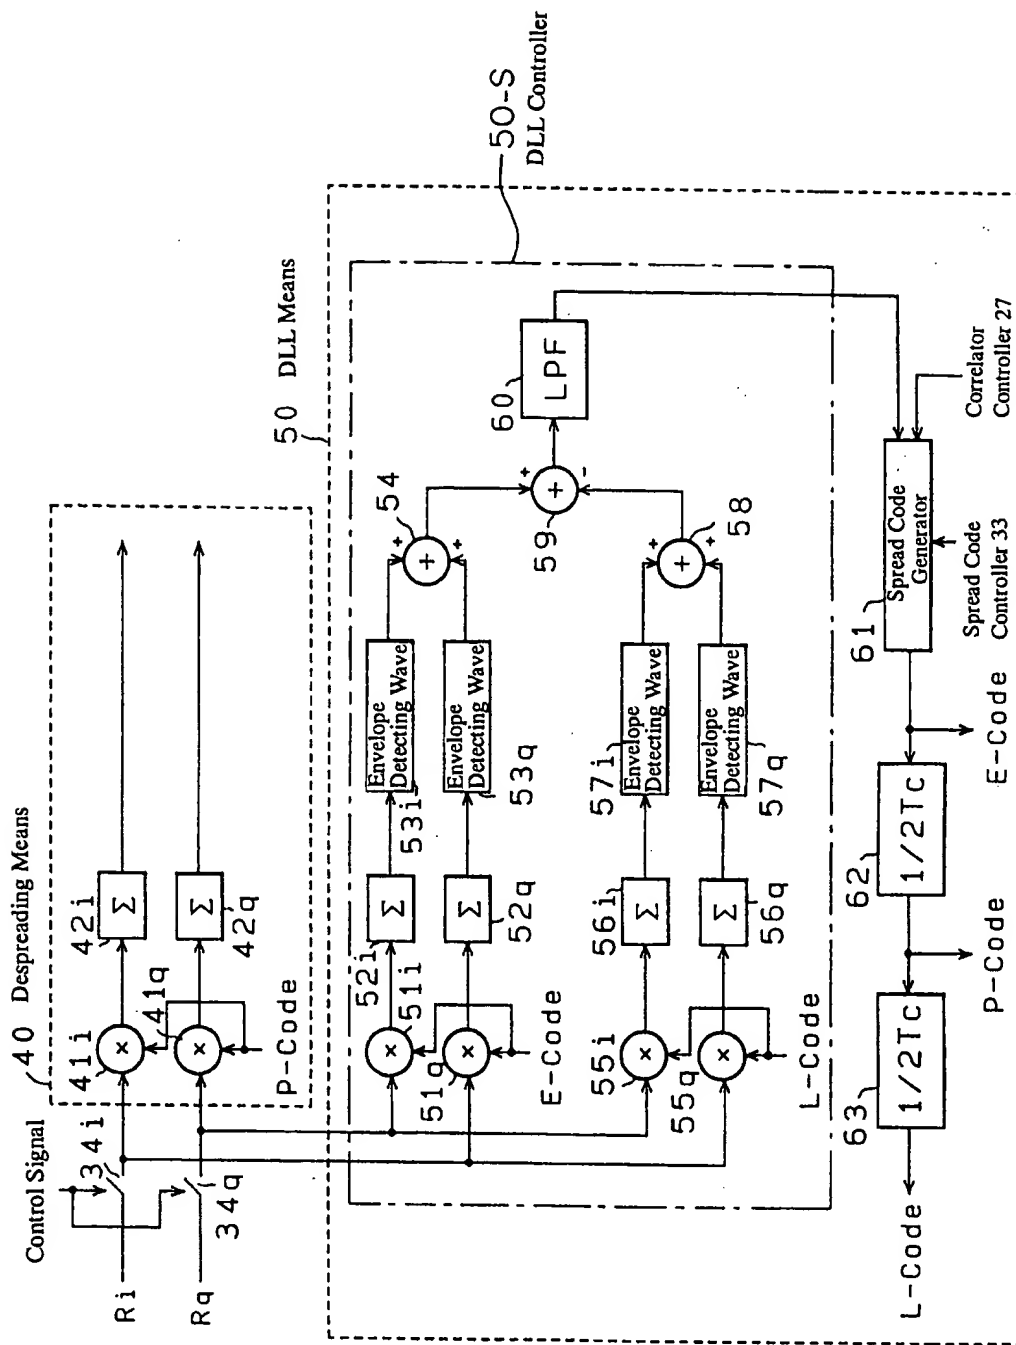 40 Despreading Means
Control Signal
34i
41i
42i
Σ
×
Ri
41q
42q
Σ
×
Rq
34q
P-Code
50 DLL Means
50-S
DLL Controller
52i
51i
×
Σ
53i
Envelope
Detecting Wave
54
+
+
+
51q
×
Σ
52q
Envelope
Detecting Wave
53q
E-Code
59
+
+
-
60
LPF
55i
×
56i
Σ
57i
Envelope
Detecting Wave
+
+
+
58
55q
×
Σ
56q
Envelope
Detecting Wave
57q
L-Code
L-Code
63
1/2Tc
P-Code
62
1/2Tc
E-Code
61
Spread Code
Generator
Spread Code
Controller 33
Correlator
Controller 27